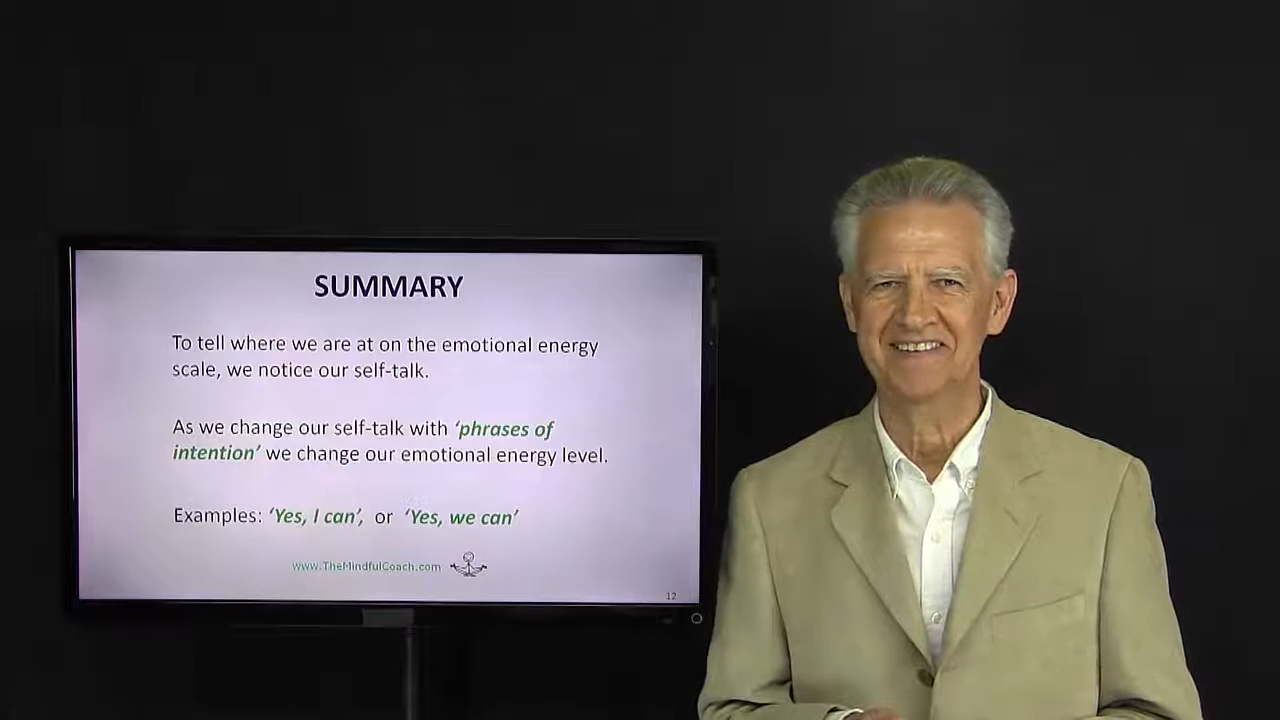 SUMMARY
To tell where we are at on the emotional energy
scale, we notice our self-talk.
As we change our self-talk with ‘phrases of
intention’ we change our emotional energy level.
Examples: ‘Yes, I can’, or ‘Yes, we can’
www.TheMindfulCoach.com
12